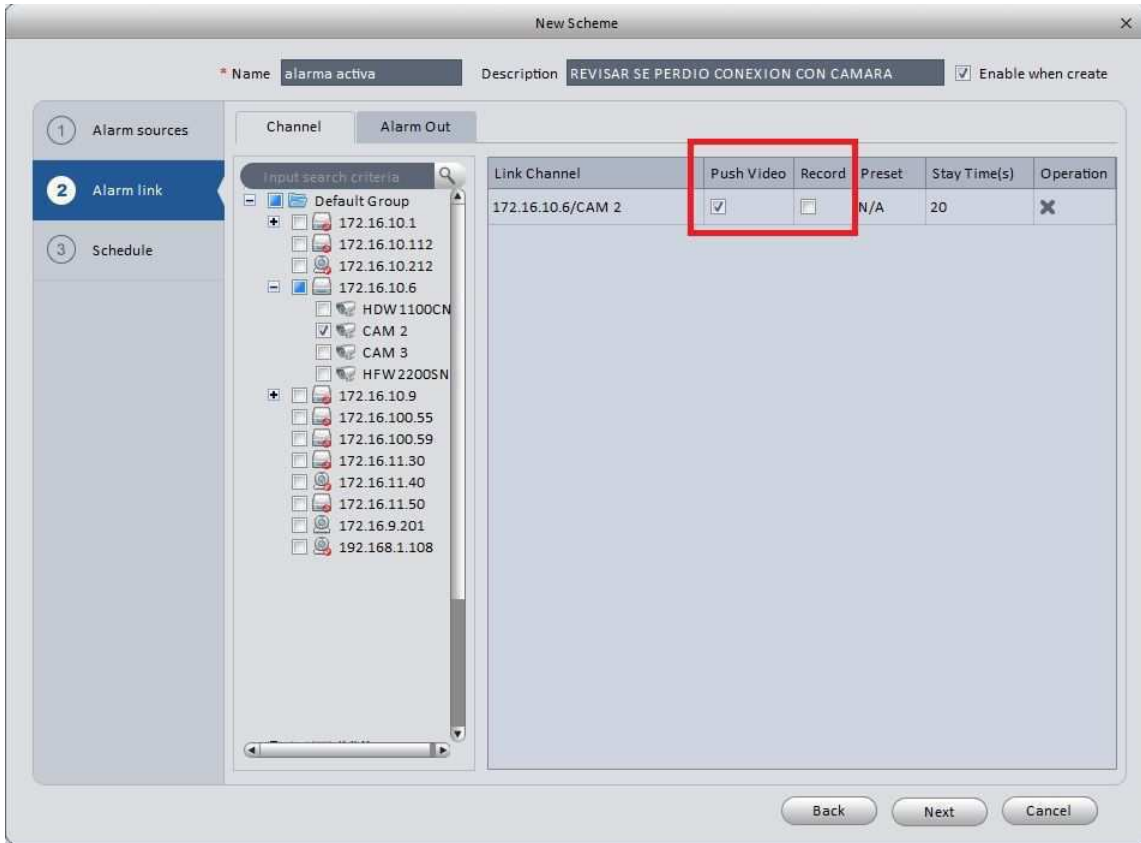 New Scheme
* Name alarma activa Description REVISAR SE PERDIO CONEXION CON CAMARA Enable when create
1 Alarm sources
2 Alarm link
3 Schedule
Channel Alarm Out
Input search criteria
Default Group
172.16.10.1
172.16.10.112
172.16.10.212
172.16.10.6
HDW1100CN
CAM 2
CAM 3
HFW2200SN
172.16.10.9
172.16.100.55
172.16.100.59
172.16.11.30
172.16.11.40
172.16.11.50
172.16.9.201
192.168.1.108
Link Channel Push Video Record Preset Stay Time(s) Operation
172.16.10.6/CAM 2 N/A 20
Back Next Cancel